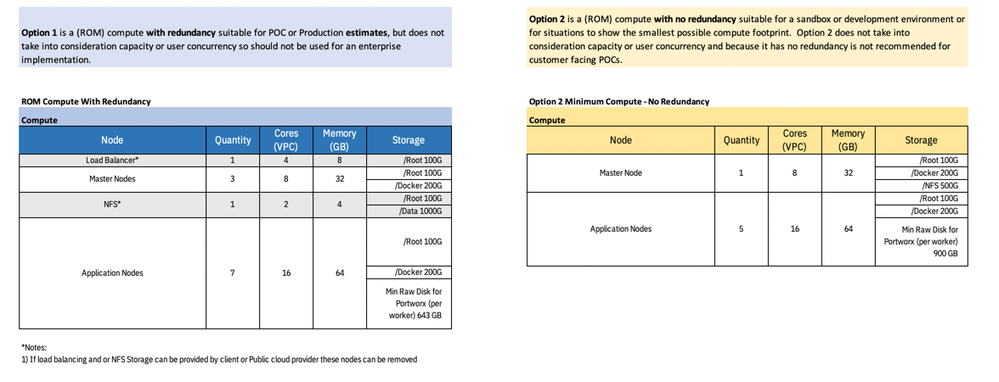 Option 1 is a (ROM) compute with redundancy suitable for POC or Production estimates, but does not
take into consideration capacity or user concurrency so should not be used for an enterprise
implementation.
ROM Compute With Redundancy
Compute
Node Quantity Cores (VPC) Memory (GB) Storage
Load Balancer* 1 4 8 /Root 100G
Master Nodes 3 8 32 /Root 100G
/Docker 200G
NFS* 1 2 4 /Root 100G
/Data 1000G
Application Nodes 7 16 64 /Root 100G
/Docker 200G
Min Raw Disk for
Portworx (per
worker) 643 GB
*Notes:
1) If load balancing and or NFS Storage can be provided by client or Public cloud provider these nodes can be removed
Option 2 is a (ROM) compute with no redundancy suitable for a sandbox or development environment or
for situations to show the smallest possible compute footprint. Option 2 does not take into
consideration capacity or user concurrency and because it has no redundancy is not recommended for
customer facing POCs.
Option 2 Minimum Compute - No Redundancy
Compute
Node Quantity Cores (VPC) Memory (GB) Storage
Master Node 1 8 32 /Root 100G
/Docker 200G
/NFS 500G
Application Nodes 5 16 64 /Root 100G
/Docker 200G
Min Raw Disk for
Portworx (per worker)
900 GB